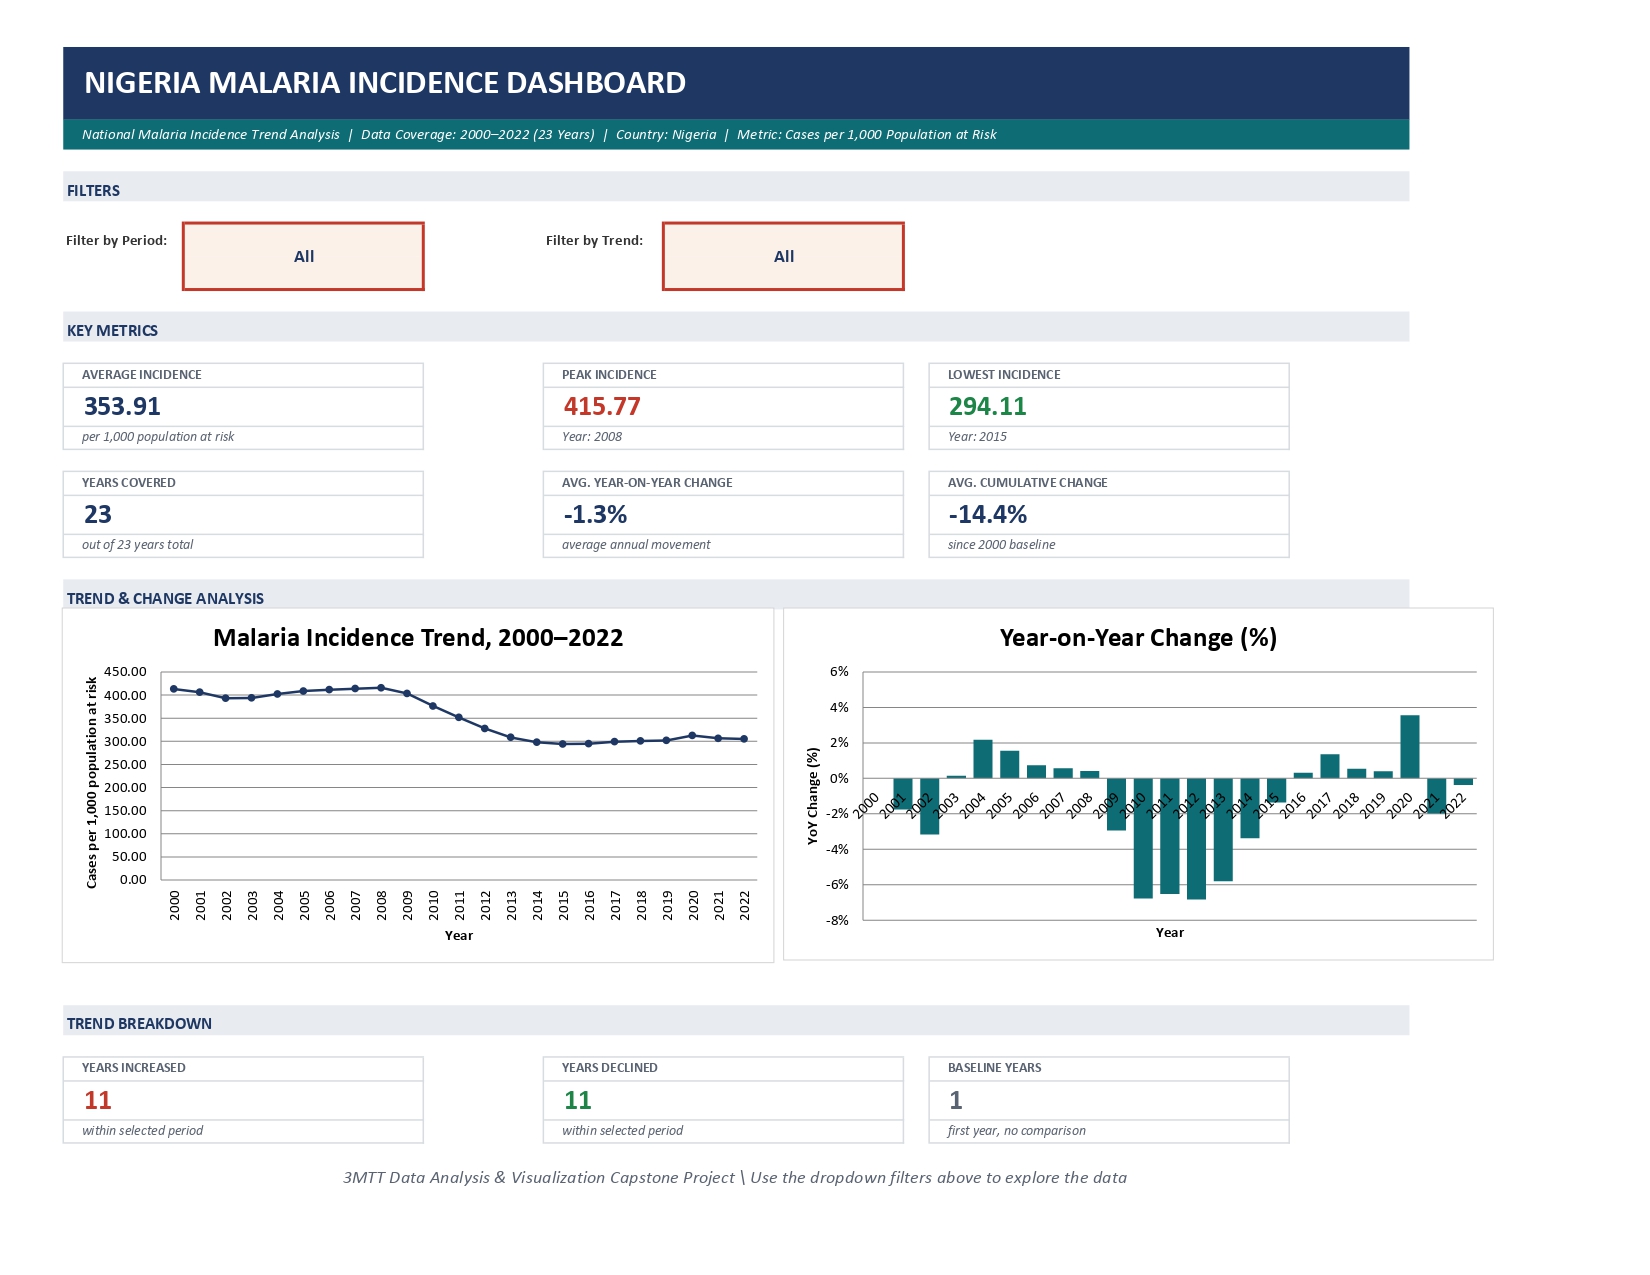 NIGERIA MALARIA INCIDENCE DASHBOARD
National Malaria Incidence Trend Analysis | Data Coverage: 2000–2022 (23 Years) | Country: Nigeria | Metric: Cases per 1,000 Population at Risk
FILTERS
Filter by Period: All Filter by Trend: All
KEY METRICS
AVERAGE INCIDENCE
353.91
per 1,000 population at risk
PEAK INCIDENCE
415.77
Year: 2008
LOWEST INCIDENCE
294.11
Year: 2015
YEARS COVERED
23
out of 23 years total
AVG. YEAR-ON-YEAR CHANGE
-1.3%
average annual movement
AVG. CUMULATIVE CHANGE
-14.4%
since 2000 baseline
TREND & CHANGE ANALYSIS
Malaria Incidence Trend, 2000–2022
Cases per 1,000 population at risk
450.00
400.00
350.00
300.00
250.00
200.00
150.00
100.00
50.00
0.00
2000 2001 2002 2003 2004 2005 2006 2007 2008 2009 2010 2011 2012 2013 2014 2015 2016 2017 2018 2019 2020 2021 2022
Year
Year-on-Year Change (%)
YoY Change (%)
6%
4%
2%
0%
-2%
-4%
-6%
-8%
2000 2001 2002 2003 2004 2005 2006 2007 2008 2009 2010 2011 2012 2013 2014 2015 2016 2017 2018 2019 2020 2021 2022
Year
TREND BREAKDOWN
YEARS INCREASED
11
within selected period
YEARS DECLINED
11
within selected period
BASELINE YEARS
1
first year, no comparison
3MTT Data Analysis & Visualization Capstone Project \ Use the dropdown filters above to explore the data